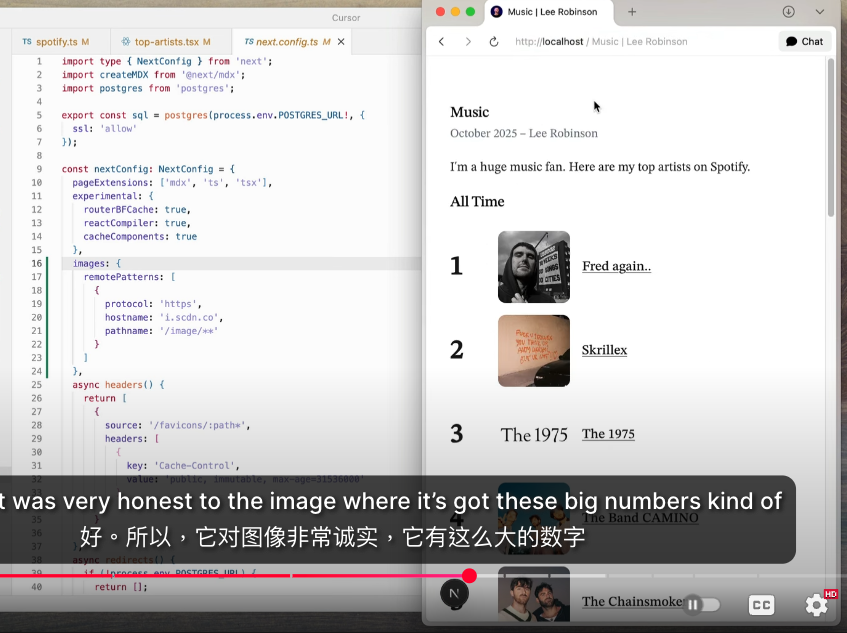 Cursor
TS spotify.ts M
top-artists.tsx M
TS next.config.ts M
1 import type { NextConfig } from 'next';
2 import createMDX from '@next/mdx';
3 import postgres from 'postgres';
4
5 export const sql = postgres(process.env.POSTGRES_URL!, {
6 ssl: 'allow'
7 });
8
9 const nextConfig: NextConfig = {
10 pageExtensions: ['mdx', 'ts', 'tsx'],
11 experimental: {
12 routerBFCache: true,
13 reactCompiler: true,
14 cacheComponents: true
15 },
16 images: {
17 remotePatterns: [
18 {
19 protocol: 'https',
20 hostname: 'i.scdn.co',
21 pathname: '/image/**'
22 }
23 ]
24 },
25 async headers() {
26 return [
27 {
28 source: '/favicons/:path*',
29 headers: [
30 {
31 key: 'Cache-Control',
32 value: 'public, immutable, max-age=31536000'
38 async redirects() {
39 if (!process.env.POSTGRES_URL) {
40 return [];
Music | Lee Robinson
http://localhost / Music | Lee Robinson
Chat
Music
October 2025 – Lee Robinson
I'm a huge music fan. Here are my top artists on Spotify.
All Time
1 Fred again..
2 Skrillex
3 The 1975 The 1975
4 The Band CAMINO
The Chainsmoke
t was very honest to the image where it's got these big numbers kind of
好。所以，它对图像非常诚实，它有这么大的数字
N
CC
HD